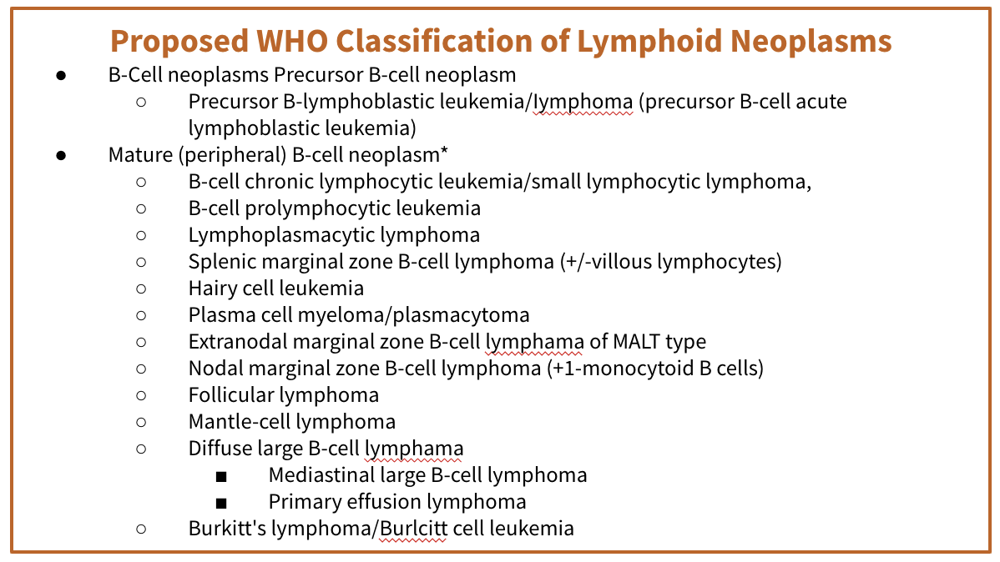 Proposed WHO Classification of Lymphoid Neoplasms
● B-Cell neoplasms Precursor B-cell neoplasm
○ Precursor B-lymphoblastic leukemia/Iymphoma (precursor B-cell acute
lymphoblastic leukemia)
● Mature (peripheral) B-cell neoplasm*
○ B-cell chronic lymphocytic leukemia/small lymphocytic lymphoma,
○ B-cell prolymphocytic leukemia
○ Lymphoplasmacytic lymphoma
○ Splenic marginal zone B-cell lymphoma (+/-villous lymphocytes)
○ Hairy cell leukemia
○ Plasma cell myeloma/plasmacytoma
○ Extranodal marginal zone B-cell lymphama of MALT type
○ Nodal marginal zone B-cell lymphoma (+1-monocytoid B cells)
○ Follicular lymphoma
○ Mantle-cell lymphoma
○ Diffuse large B-cell lymphama
■ Mediastinal large B-cell lymphoma
■ Primary effusion lymphoma
○ Burkitt's lymphoma/Burlcitt cell leukemia